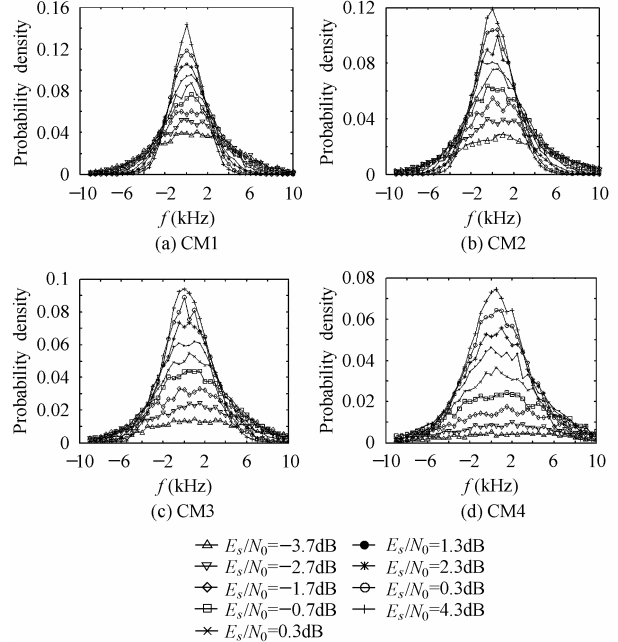 0.16
0.12
0.08
0.04
0
Probability density
−10 −6 −2 2 6 10
f (kHz)
(a) CM1
0.12
0.08
0.04
0
Probability density
−10 −6 −2 2 6 10
f (kHz)
(b) CM2
0.1
0.08
0.06
0.04
0.02
0
Probability density
−10 −6 −2 2 6 10
f (kHz)
(c) CM3
0.08
0.06
0.04
0.02
0
Probability density
−10 −6 −2 2 6 10
f (kHz)
(d) CM4
Es/N0=−3.7dB
Es/N0=−2.7dB
Es/N0=−1.7dB
Es/N0=−0.7dB
Es/N0=0.3dB
Es/N0=1.3dB
Es/N0=2.3dB
Es/N0=0.3dB
Es/N0=4.3dB